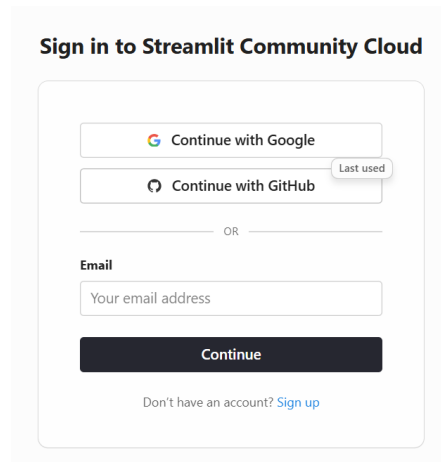 Sign in to Streamlit Community Cloud
Continue with Google
Last used
Continue with GitHub
OR
Email
Your email address
Continue
Don't have an account? Sign up